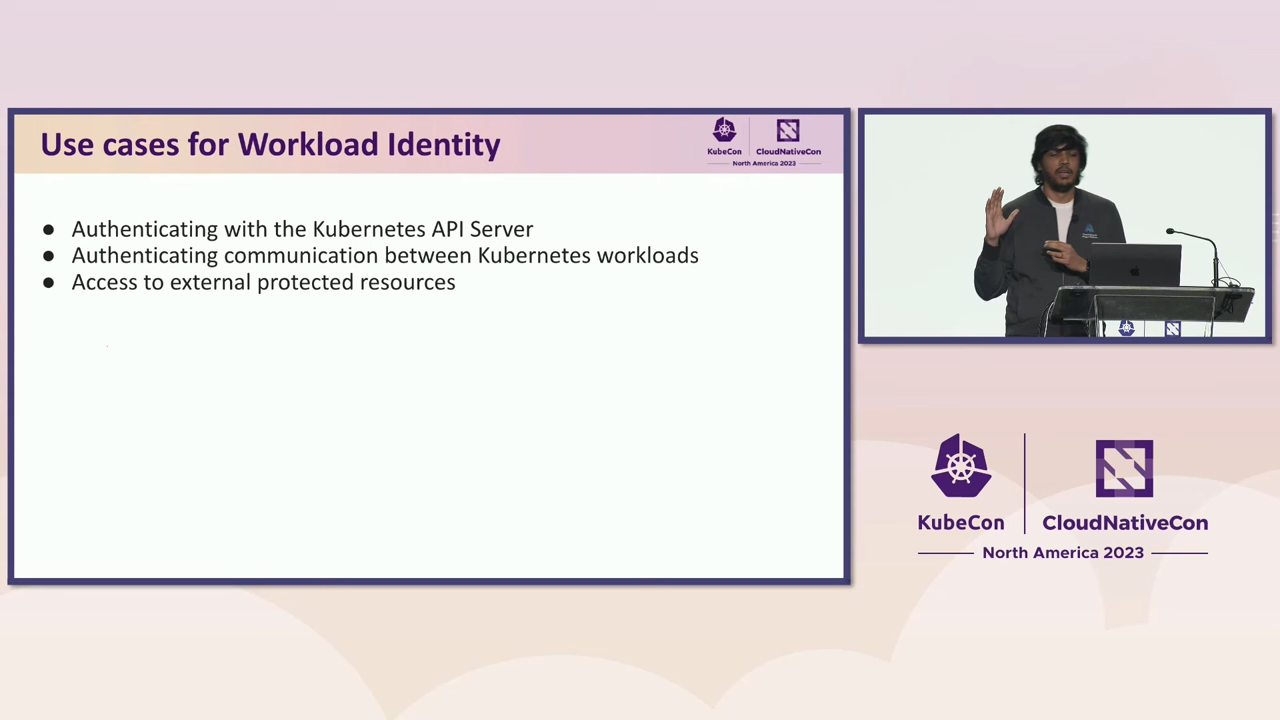 Use cases for Workload Identity
KubeCon
CloudNativeCon
North America 2023
● Authenticating with the Kubernetes API Server
● Authenticating communication between Kubernetes workloads
● Access to external protected resources
KubeCon
CloudNativeCon
North America 2023